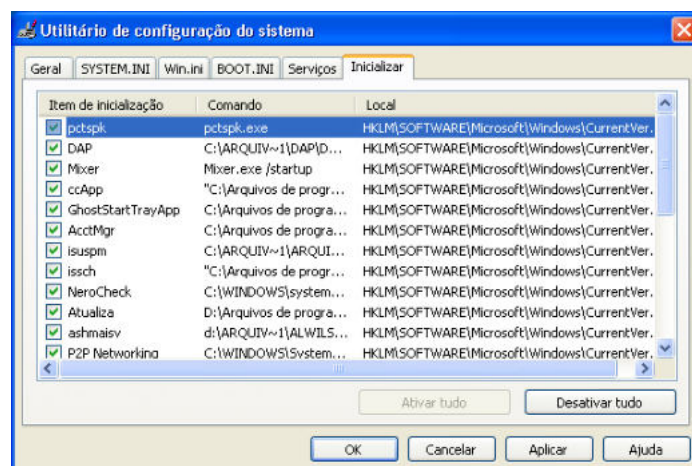 Utilitário de configuração do sistema
Geral SYSTEM.INI Win.ini BOOT.INI Serviços Inicializar
Item de inicialização Comando Local
pctspk pctspk.exe HKLM\SOFTWARE\Microsoft\Windows\CurrentVer.
DAP C:\ARQUIV~1\DAP\D... HKLM\SOFTWARE\Microsoft\Windows\CurrentVer.
Mixer Mixer.exe /startup HKLM\SOFTWARE\Microsoft\Windows\CurrentVer.
ccApp "C:\Arquivos de progr... HKLM\SOFTWARE\Microsoft\Windows\CurrentVer.
GhostStartTrayApp C:\Arquivos de progra... HKLM\SOFTWARE\Microsoft\Windows\CurrentVer.
AcctMgr C:\Arquivos de progra... HKLM\SOFTWARE\Microsoft\Windows\CurrentVer.
isuspm C:\ARQUIV~1\ARQUI... HKLM\SOFTWARE\Microsoft\Windows\CurrentVer.
issch "C:\Arquivos de progr... HKLM\SOFTWARE\Microsoft\Windows\CurrentVer.
NeroCheck C:\WINDOWS\system... HKLM\SOFTWARE\Microsoft\Windows\CurrentVer.
Atualiza D:\Arquivos de progra... HKLM\SOFTWARE\Microsoft\Windows\CurrentVer.
ashmaisv d:\ARQUIV~1\ALWILS... HKLM\SOFTWARE\Microsoft\Windows\CurrentVer.
P2P Networking C:\WINDOWS\System... HKLM\SOFTWARE\Microsoft\Windows\CurrentVer.
Ativar tudo Desativar tudo
OK Cancelar Aplicar Ajuda